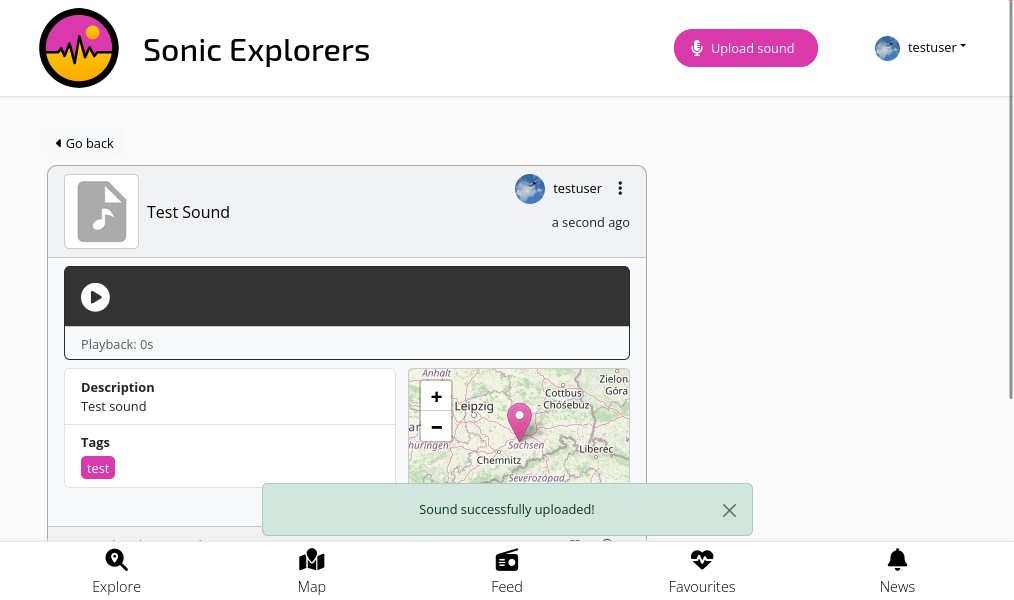 Sonic Explorers
Upload sound
testuser
Go back
Test Sound
testuser
a second ago
Playback: 0s
Description
Test sound
Tags
test
+
−
Anhalt
Leipzig
Cottbus
- Chóśebuz
Zielon
Góra
Sachsen
Chemnitz
Liberec
Severozápad
Sound successfully uploaded!
Explore
Map
Feed
Favourites
News